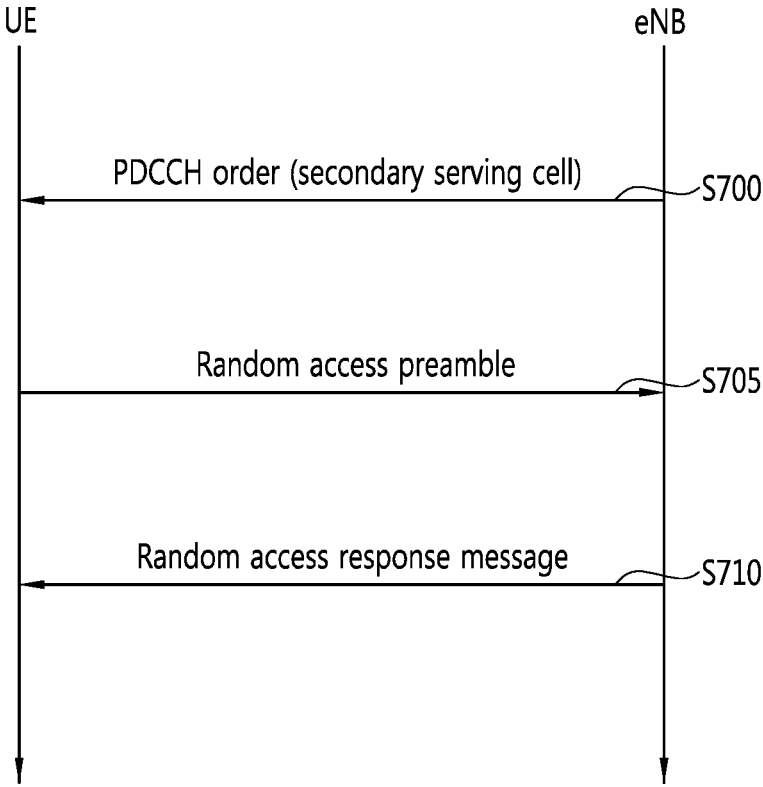 UE
eNB
PDCCH order (secondary serving cell)
S700
Random access preamble
S705
Random access response message
S710